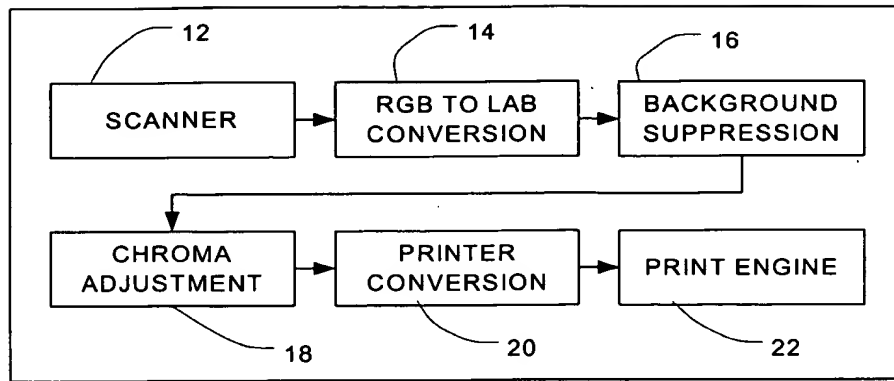 12
14
16
SCANNER
RGB TO LAB
CONVERSION
BACKGROUND
SUPPRESSION
CHROMA
ADJUSTMENT
PRINTER
CONVERSION
PRINT ENGINE
18
20
22